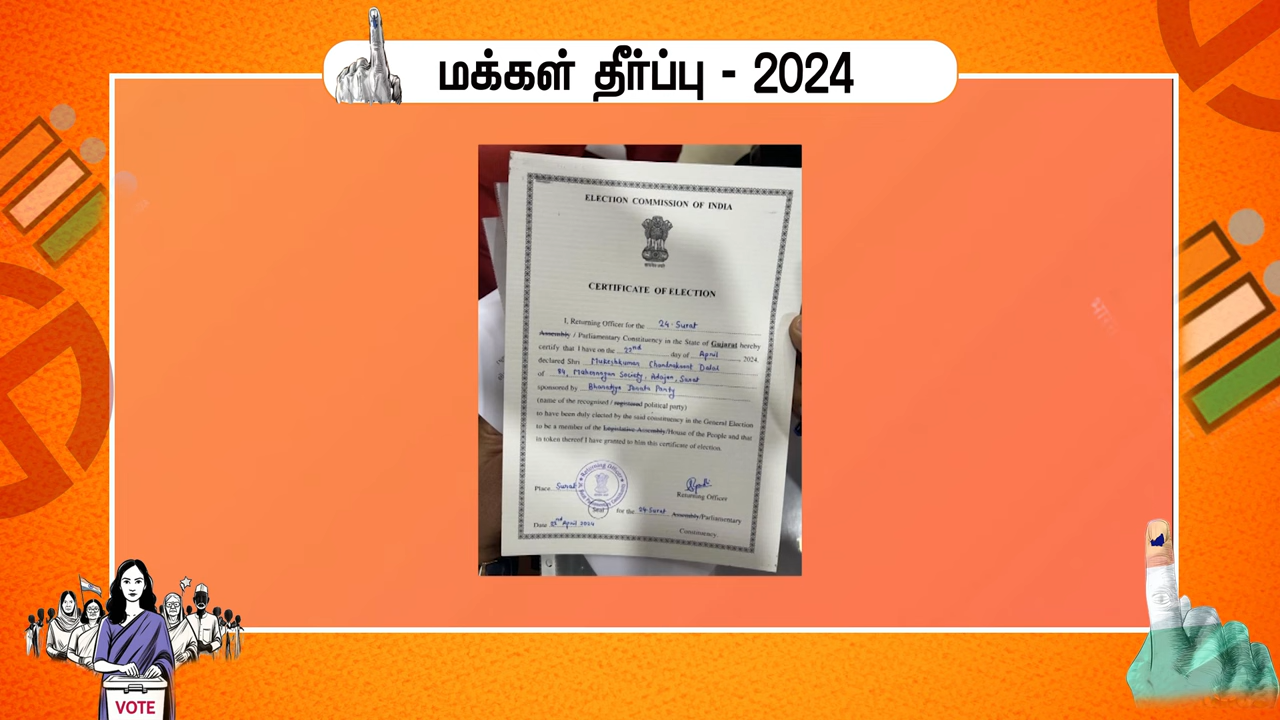 மக்கள் தீர்ப்பு - 2024
ELECTION COMMISSION OF INDIA
CERTIFICATE OF ELECTION
I, Returning Officer for the 24-Surat
Assembly / Parliamentary Constituency in the State of Gujarat hereby
certify that I have on the 22nd day of April, 2024,
declared Shri Mukeshkumar Chandrakant Dalal
of 84, Society, Adajan, Surat
sponsored by Bharatiya Janata Party
(name of the recognised / political party)
to have been duly elected by the said constituency in the General Election
to be a member of the Legislative Assembly/House of the People and that
in token thereof I have granted to him this certificate of election.
Place Surat
Returning Officer
Seal
for the 24-Surat Assembly/Parliamentary
Date April 2024
Constituency.
VOTE